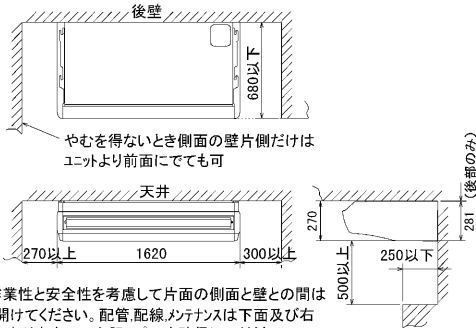 後壁
680以下
やむを得ないとき側面の壁片側だけは
ユニットより前面にでても可
天井
270以上
1620
300以上
270
281
(後部のみ)
500以上
250以下
作業性と安全性を考慮して片面の側面と壁との間は
開けてください。配管,配線,メンテナンスは下面及び右